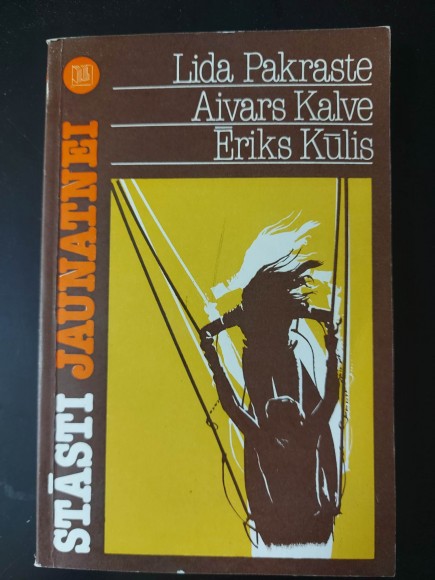 Lida Pakraste
Aivars Kalve
Ēriks Kūlis
STĀSTI JAUNATNEI